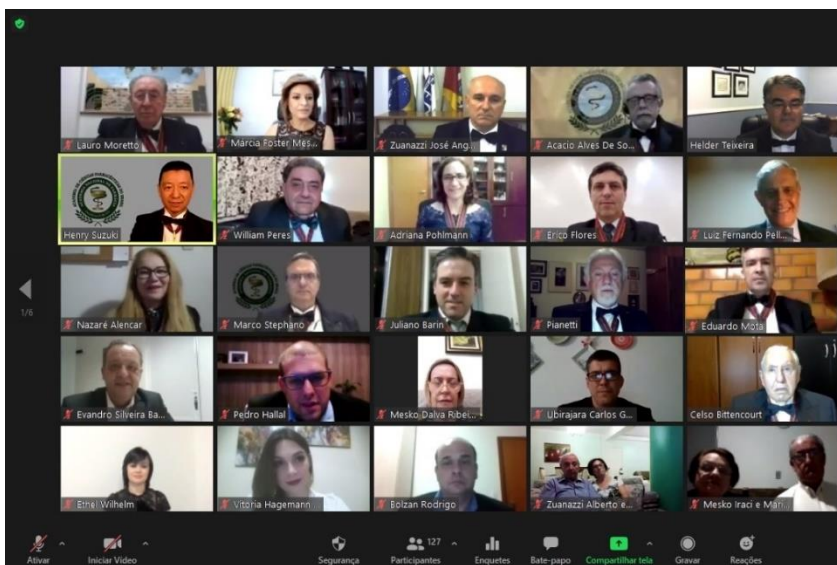 Lauro Moretto
Márcia Foster Mes...
Zuanazzi José Ang...
Acacio Alves De So...
Helder Teixeira
Henry Suzuki
William Peres
Adriana Pohlmann
Erico Flores
Luiz Fernando Pell...
1/6
Nazaré Alencar
Marco Stephano
Juliano Barin
Pianetti
Eduardo Mota
Evandro Silveira Ba...
Pedro Hallal
Mesko Dalva Ribei...
Ubirajara Carlos G...
Celso Bittencourt
Ethel Wilhelm
Vitoria Hagemann ...
Bolzan Rodrigo
Zuanazzi Alberto e...
Mesko Iraci e Mari...
Ativar
Iniciar Vídeo
Segurança
127
Participantes
Enquetes
Bate-papo
Compartilhar tela
Gravar
Reações